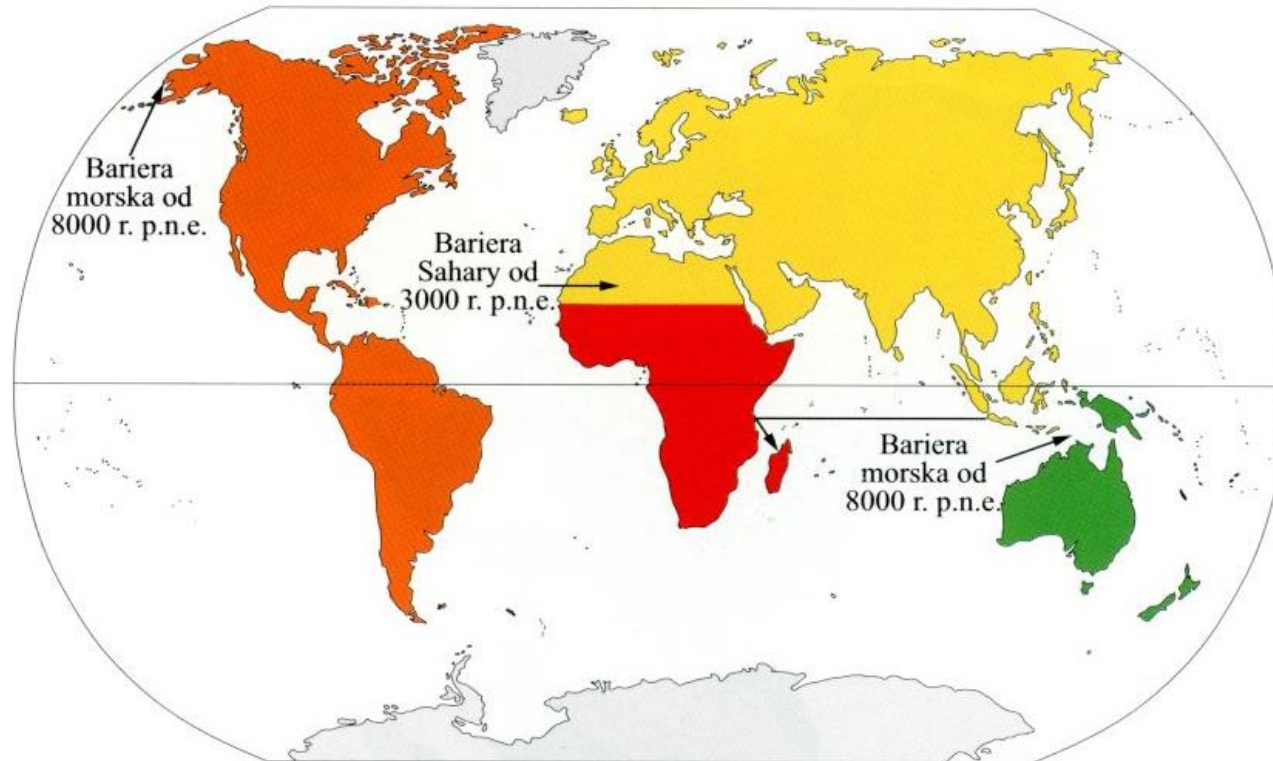 Bariera
morska od
8000 r. p.n.e.
Bariera
Sahary od
3000 r. p.n.e.
Bariera
morska od
8000 r. p.n.e.